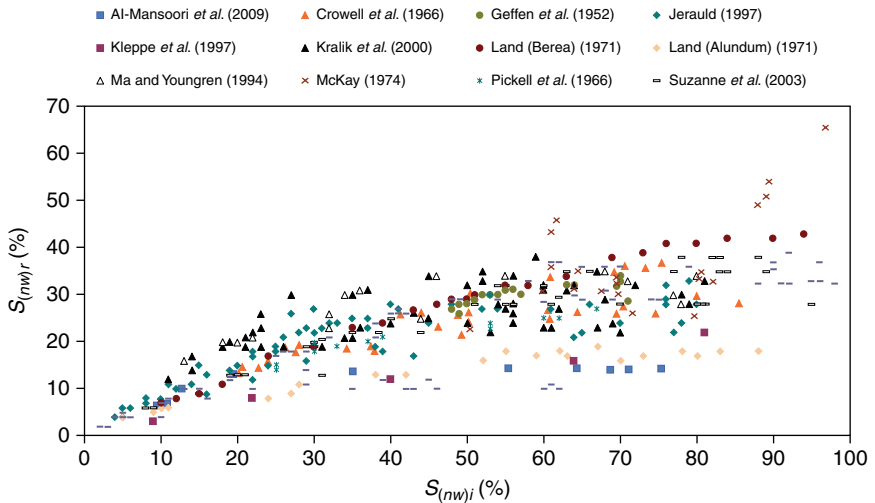 Al-Mansoori et al. (2009) Crowell et al. (1966) Geffen et al. (1952) Jerauld (1997)
Kleppe et al. (1997) Kralik et al. (2000) Land (Berea) (1971) Land (Alundum) (1971)
Ma and Youngren (1994) McKay (1974) Pickell et al. (1966) Suzanne et al. (2003)
70
60
50
40
30
20
10
0
S(nw)r (%)
0 10 20 30 40 50 60 70 80 90 100
S(nw)i (%)